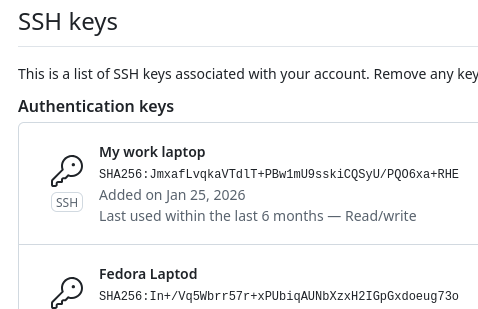 SSH keys
This is a list of SSH keys associated with your account. Remove any key
Authentication keys
My work laptop
SHA256:JmxafLvqkaVTdlT+PBw1mU9sskiCQSyU/PQO6xa+RHE
Added on Jan 25, 2026
SSH
Last used within the last 6 months — Read/write
Fedora Laptod
SHA256:In+/Vq5Wbrr57r+xPUbiqAUNbXzxH2IGpGxdoeug73o